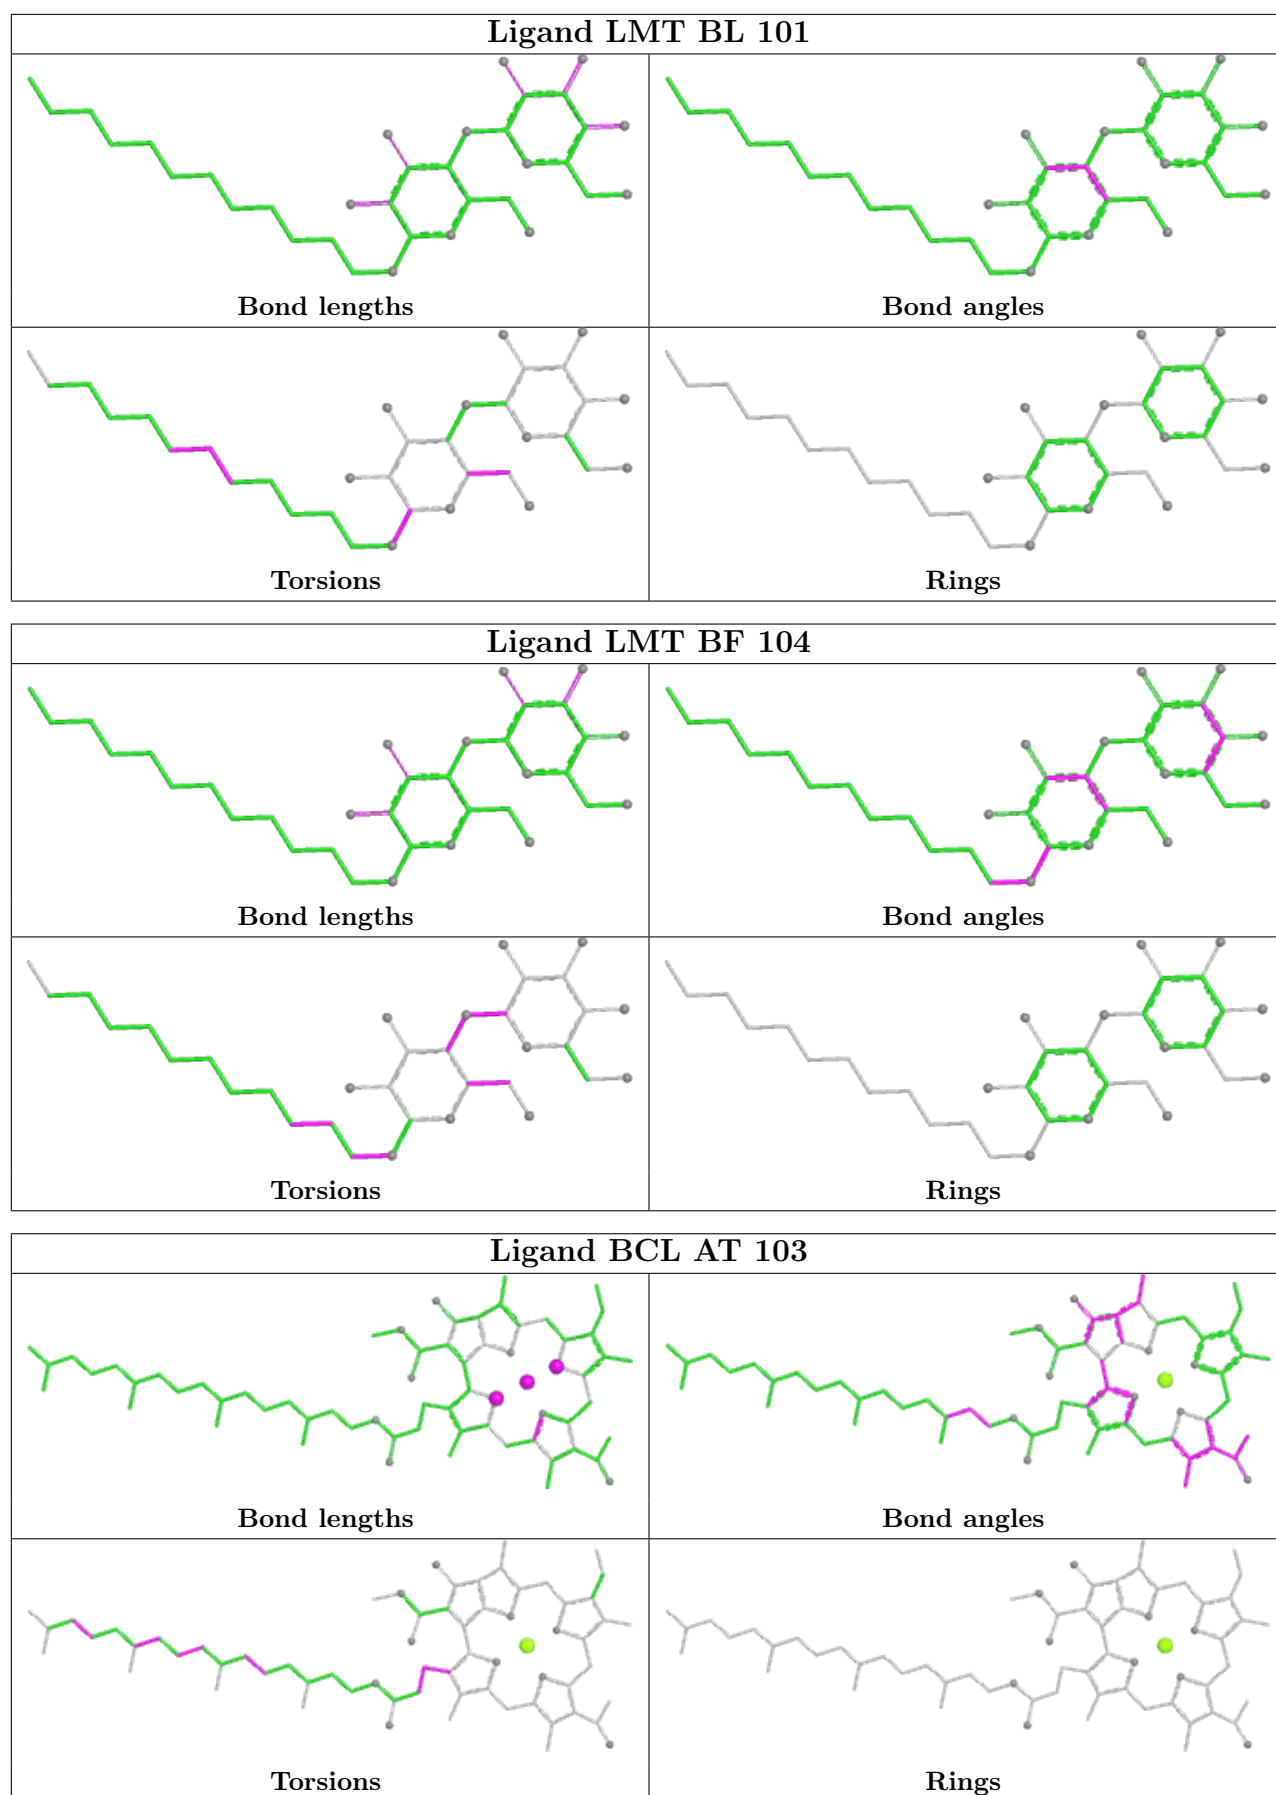 Ligand LMT BL 101
Bond lengths Bond angles
Torsions Rings
Ligand LMT BF 104
Bond lengths Bond angles
Torsions Rings
Ligand BCL AT 103
Bond lengths Bond angles
Torsions Rings